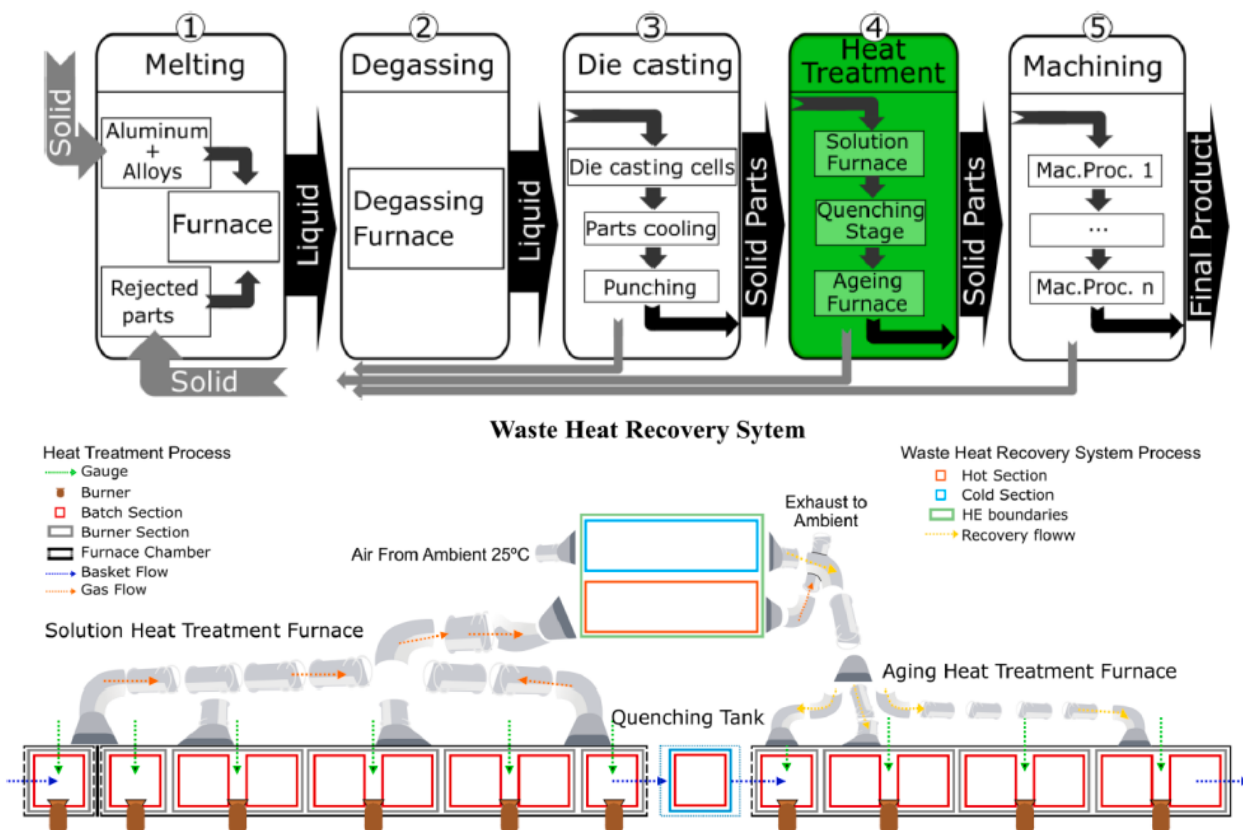 1
Melting
Solid
Aluminum
+
Alloys
Furnace
Rejected
parts
Solid
Liquid
2
Degassing
Degassing
Furnace
Liquid
3
Die casting
Die casting cells
Parts cooling
Punching
Solid Parts
4
Heat
Treatment
Solution
Furnace
Quenching
Stage
Ageing
Furnace
Solid Parts
5
Machining
Mac.Proc. 1
...
Mac.Proc. n
Final Product
Waste Heat Recovery Sytem
Heat Treatment Process
Gauge
Burner
Batch Section
Burner Section
Furnace Chamber
Basket Flow
Gas Flow
Waste Heat Recovery System Process
Hot Section
Cold Section
HE boundaries
Recovery floww
Exhaust to
Ambient
Air From Ambient 25ºC
Solution Heat Treatment Furnace
Quenching Tank
Aging Heat Treatment Furnace